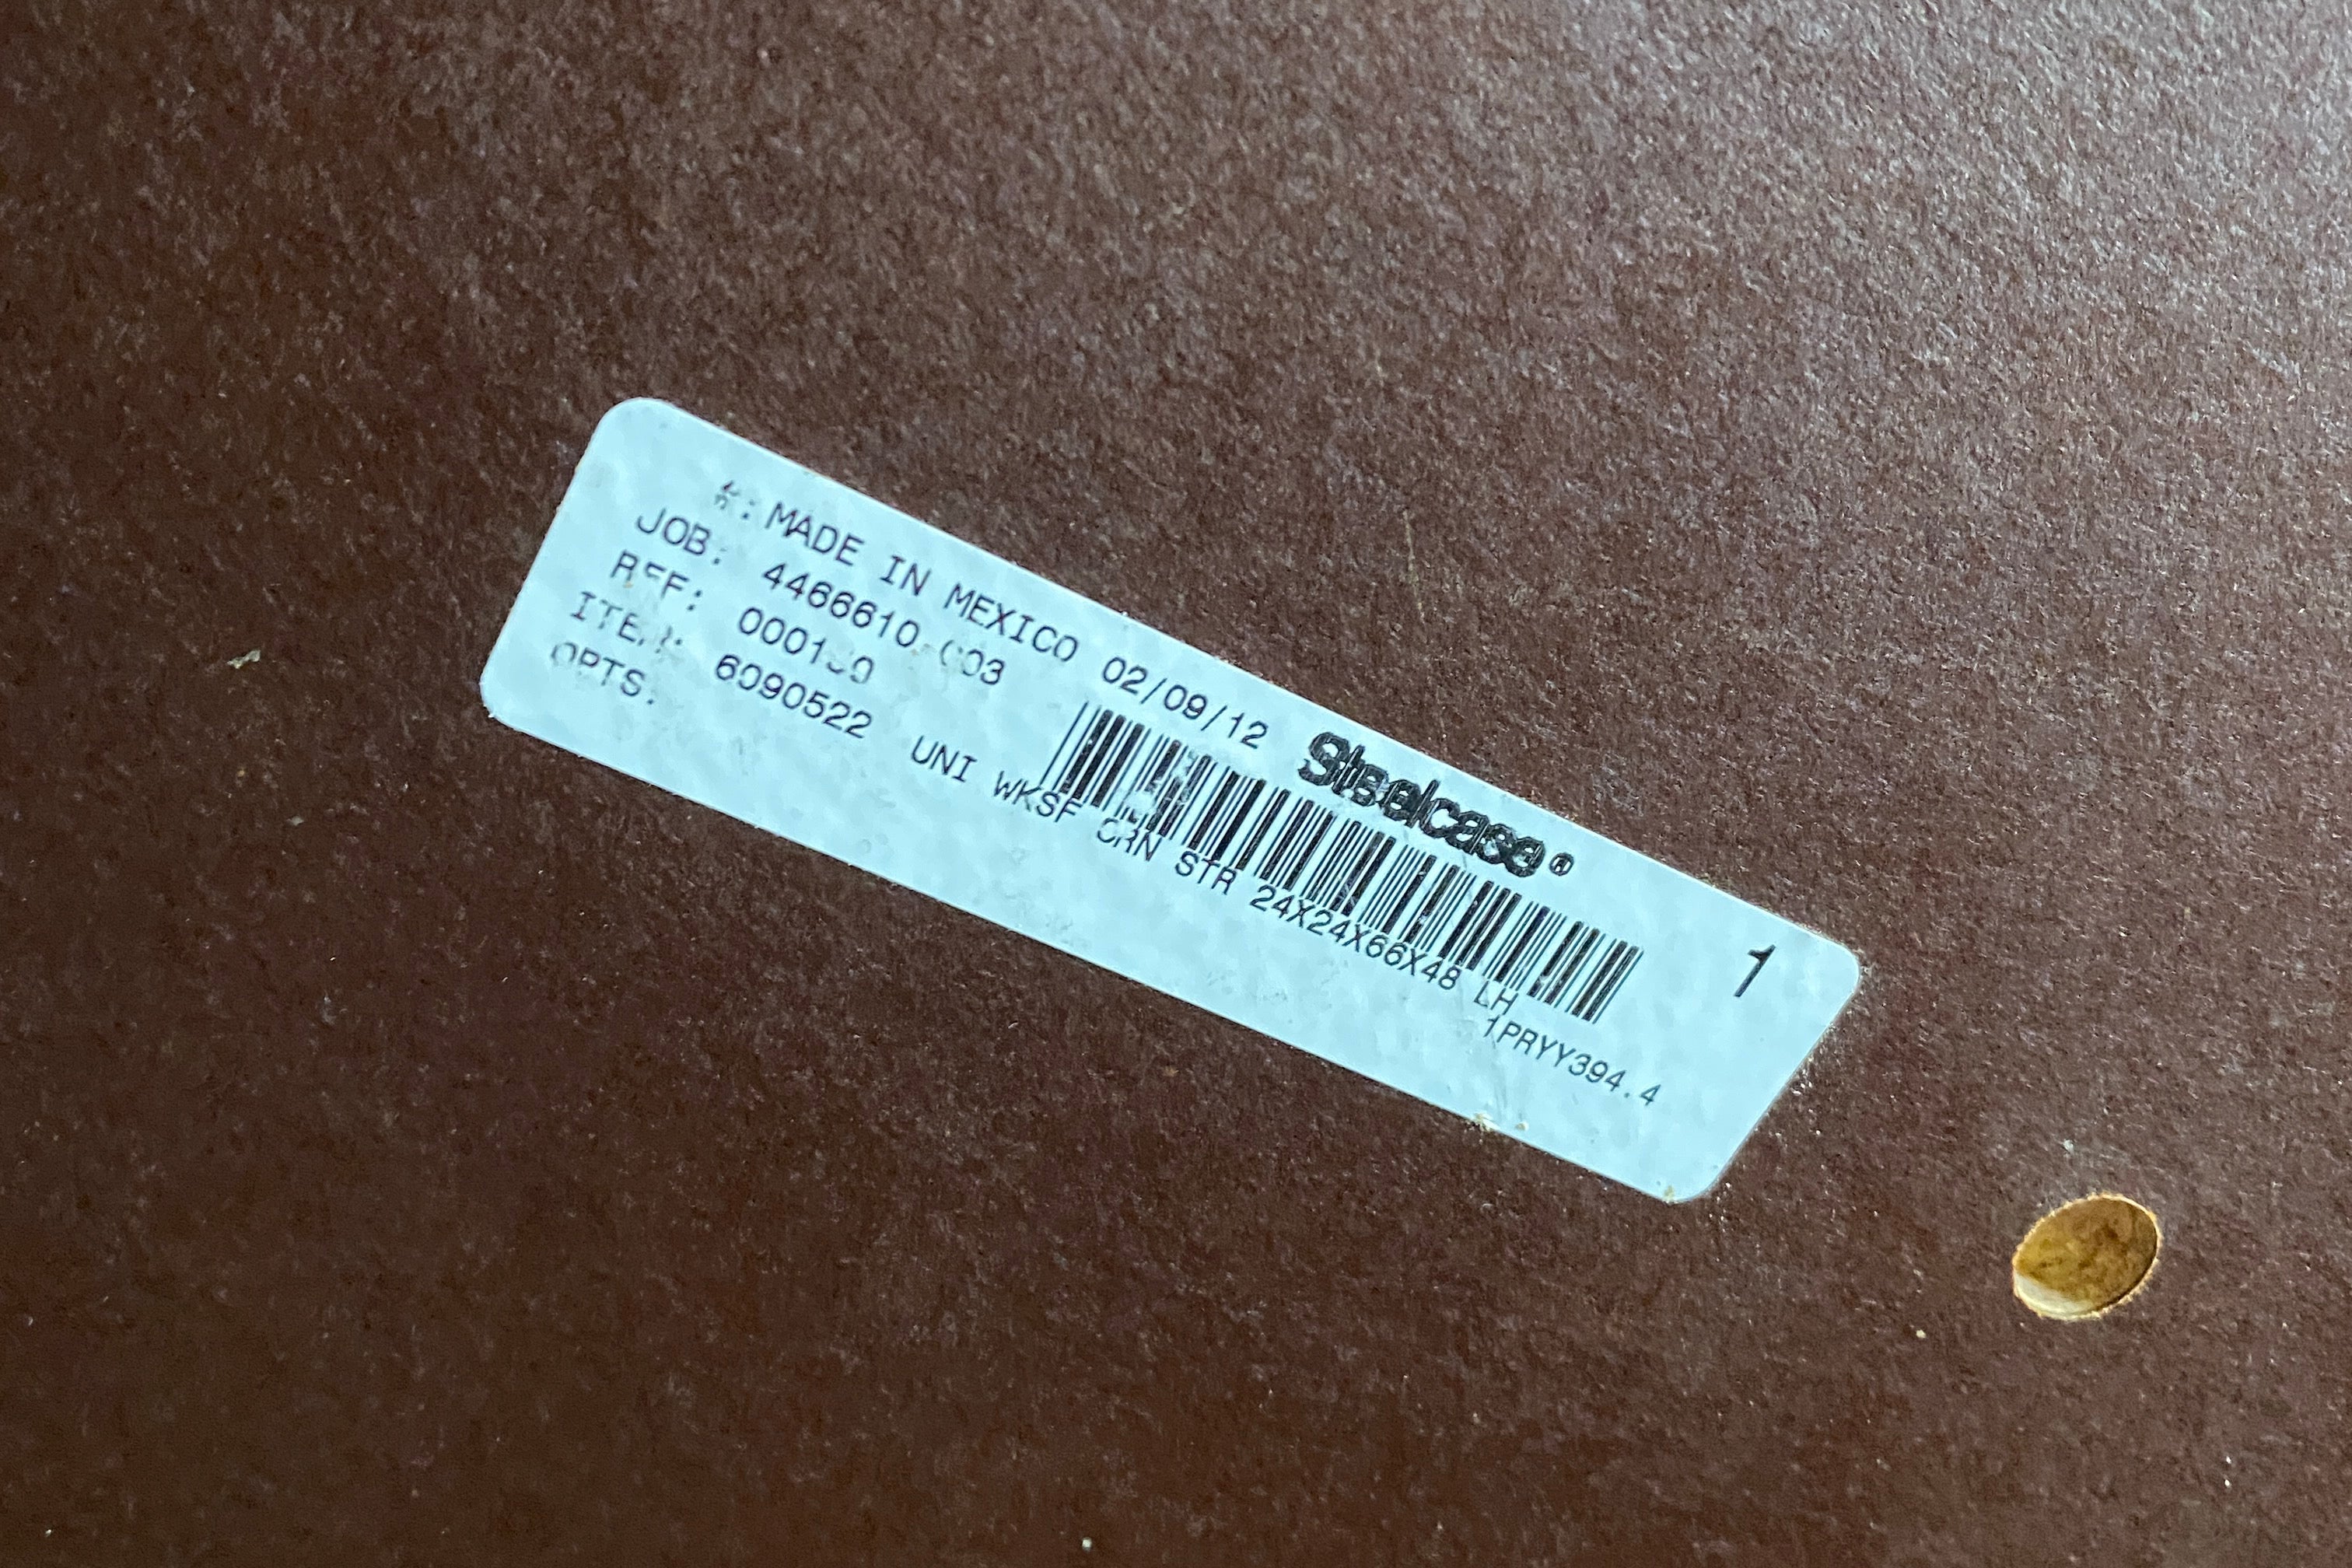 #: MADE IN MEXICO 02/09/12 Steelcase®
JOB: 4466610
REF:
ITEM: 6090522 UNI WKSF CRN STR 24X24X66X48 LH
OPTS.
1PRYY394.4
1